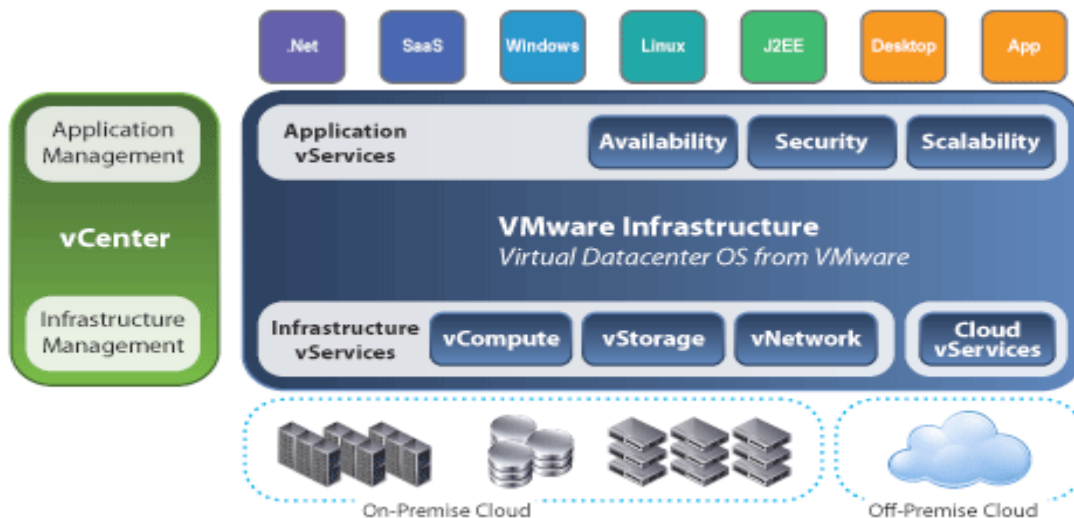 .Net
SaaS
Windows
Linux
J2EE
Desktop
App
Application
Management
vCenter
Infrastructure
Management
Application
vServices
Availability
Security
Scalability
VMware Infrastructure
Virtual Datacenter OS from VMware
Infrastructure
vServices
vCompute
vStorage
vNetwork
Cloud
vServices
On-Premise Cloud
Off-Premise Cloud